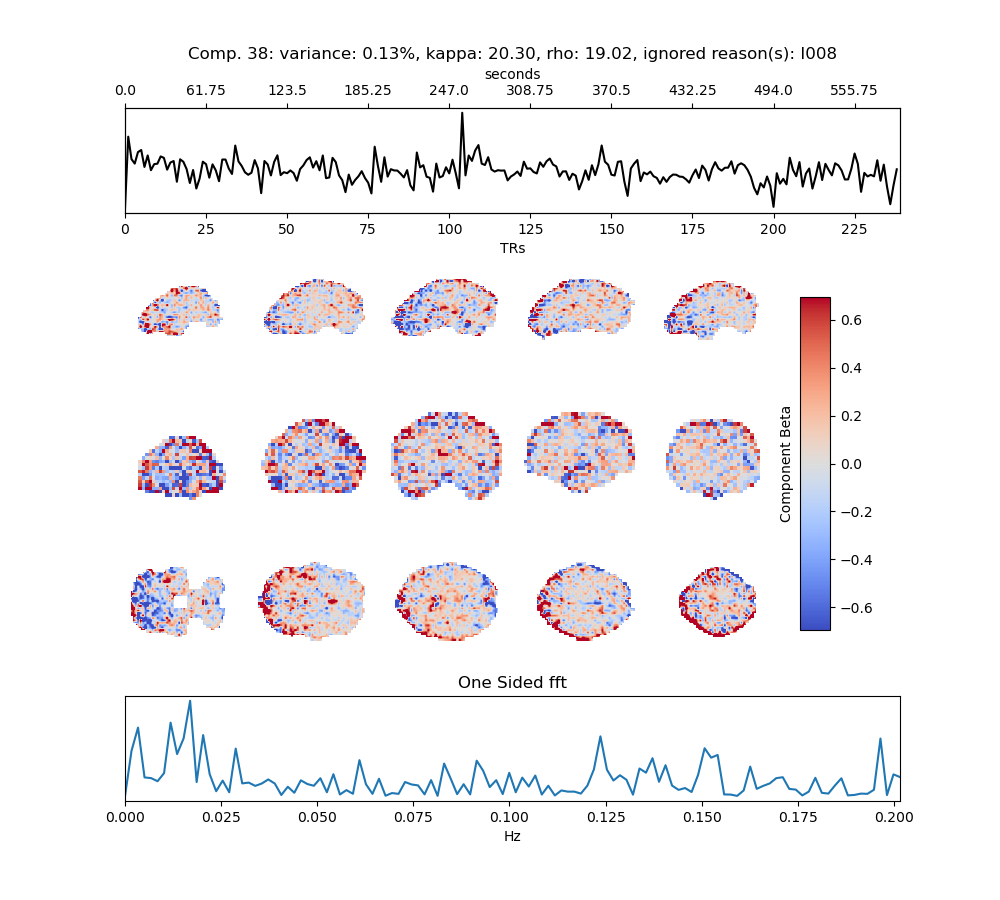 Comp. 38: variance: 0.13%, kappa: 20.30, rho: 19.02, ignored reason(s): I008
seconds
0.0 61.75 123.5 185.25 247.0 308.75 370.5 432.25 494.0 555.75
0 25 50 75 100 125 150 175 200 225
TRs
0.6
0.4
0.2
0.0
−0.2
−0.4
−0.6
Component Beta
One Sided fft
0.000 0.025 0.050 0.075 0.100 0.125 0.150 0.175 0.200
Hz